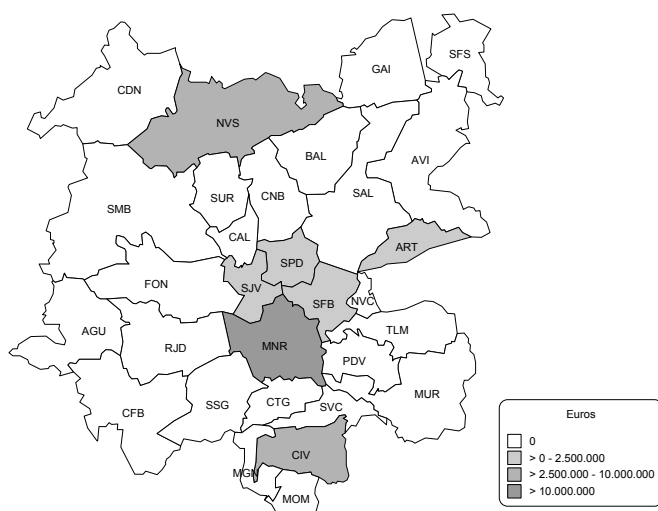 SFS
GAI
CDN
NVS
BAL
AVI
SUR
CNB
SAL
SMB
CAL
ART
SPD
FON
SJV
SFB
NVC
AGU
TLM
RJD
MNR
PDV
MUR
SSG
CTG
SVC
CFB
CIV
MGN
MOM
Euros
0
> 0 - 2.500.000
> 2.500.000 - 10.000.000
> 10.000.000